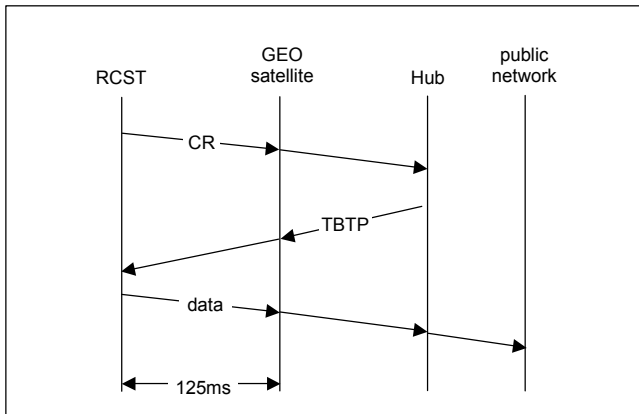 RCST
GEO
satellite
Hub
public
network
CR
TBTP
data
125ms